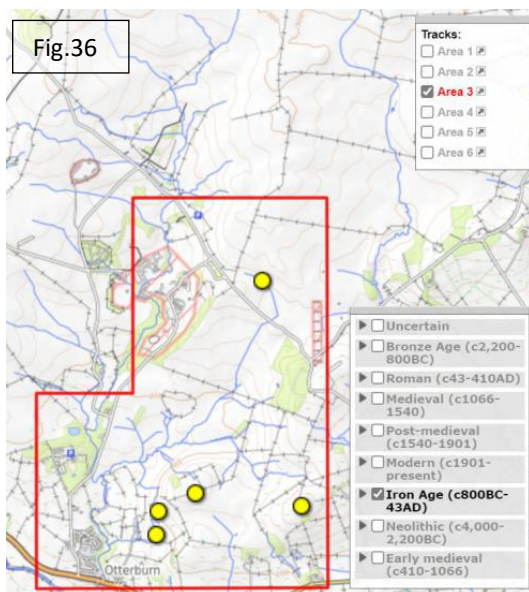 Fig.36
Tracks:
Area 1
Area 2
Area 3
Area 4
Area 5
Area 6
Uncertain
Bronze Age (c2,200-
800BC)
Roman (c43-410AD)
Medieval (c1066-
1540)
Post-medieval
(c1540-1901)
Modern (c1901-
present)
Iron Age (c800BC-
43AD)
Neolithic (c4,000-
2,200BC)
Early medieval
(c410-1066)
P
P
Otterburn